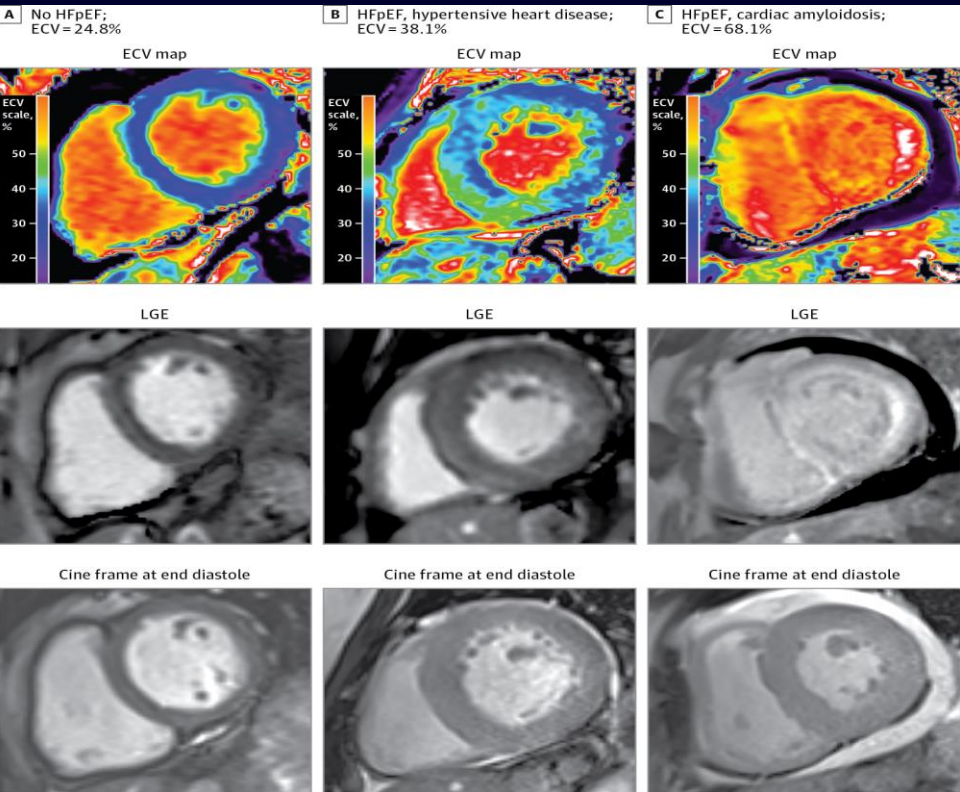 A No HFpEF;
ECV = 24.8%
B HFpEF, hypertensive heart disease;
ECV = 38.1%
C HFpEF, cardiac amyloidosis;
ECV = 68.1%
ECV map
ECV map
ECV map
ECV
scale,
%
50
40
30
20
ECV
scale,
%
50
40
30
20
ECV
scale,
%
50
40
30
20
LGE
LGE
LGE
Cine frame at end diastole
Cine frame at end diastole
Cine frame at end diastole